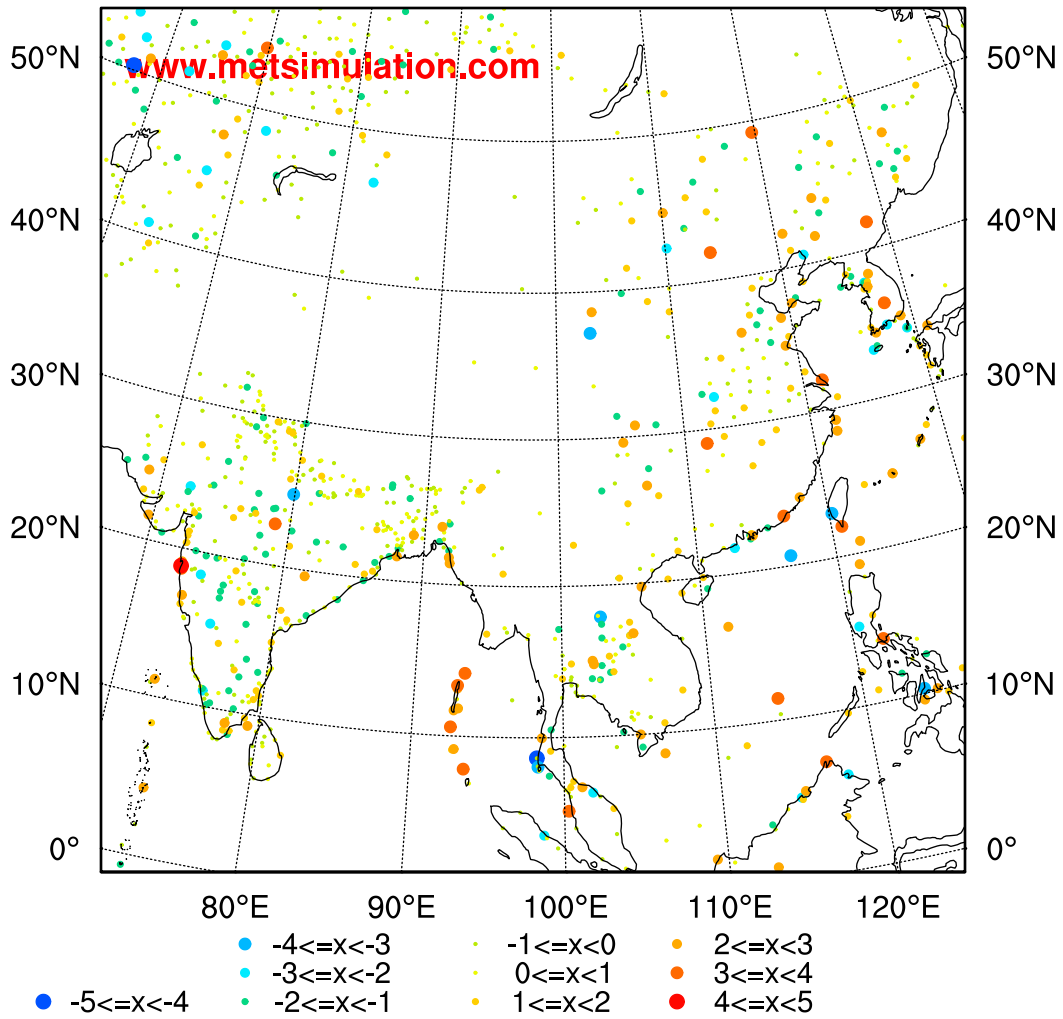 50°N 50°N
www.metsimulation.com
40°N 40°N
30°N 30°N
20°N 20°N
10°N 10°N
0° 0°
80°E 90°E 100°E 110°E 120°E
-4<=x<-3 -1<=x<0 2<=x<3
-3<=x<-2 0<=x<1 3<=x<4
-5<=x<-4 -2<=x<-1 1<=x<2 4<=x<5